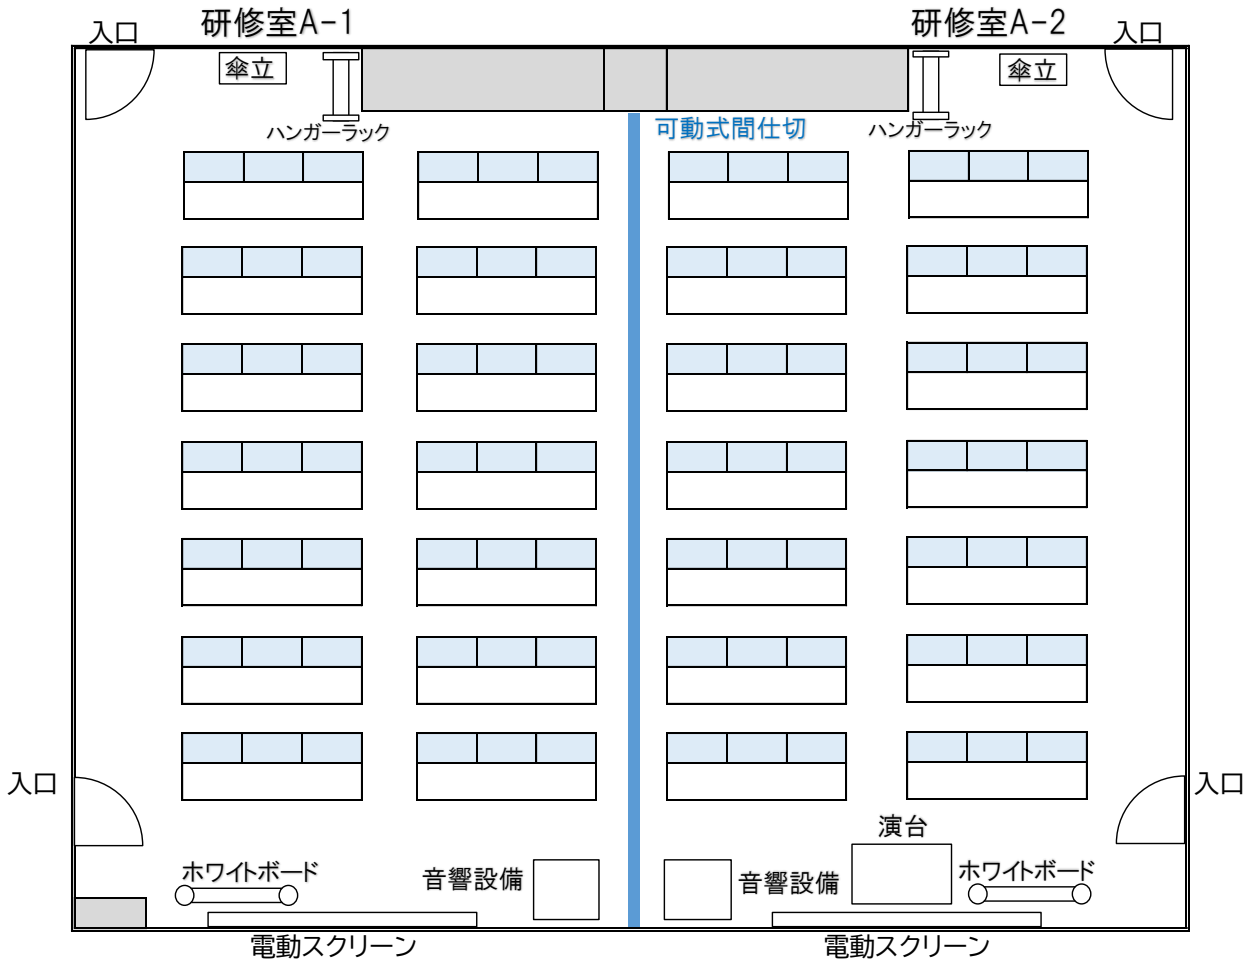 研修室A-1
研修室A-2
入口
入口
傘立
傘立
ハンガーラック
可動式間仕切
ハンガーラック
入口
入口
演台
ホワイトボード
音響設備
音響設備
ホワイトボード
電動スクリーン
電動スクリーン